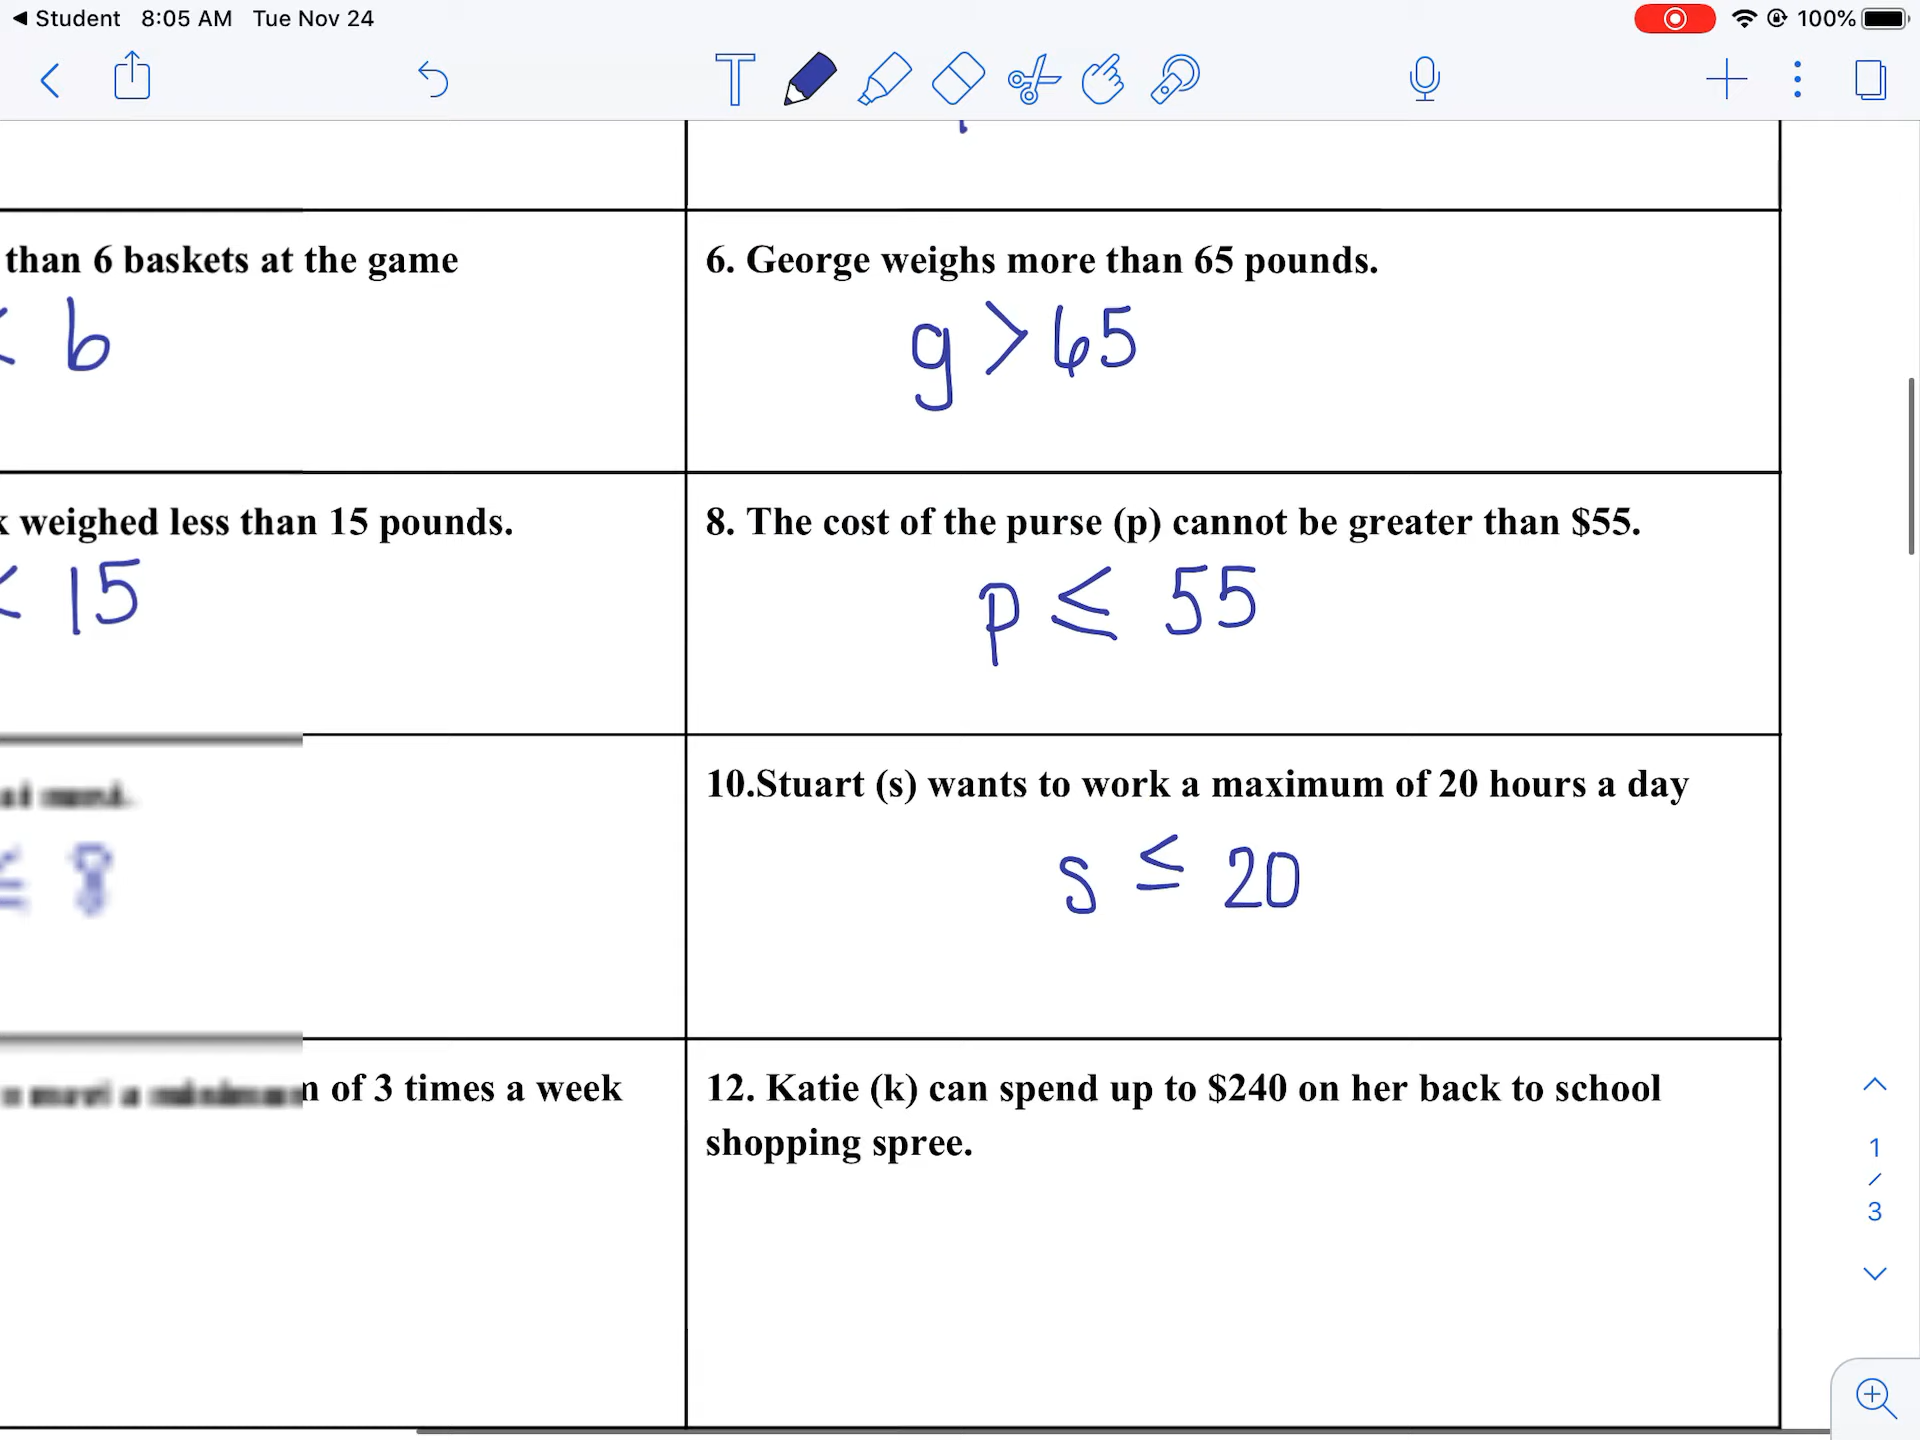 Student 8:05 AM Tue Nov 24
100%
than 6 baskets at the game
< 6
6. George weighs more than 65 pounds.
g > 65
weighed less than 15 pounds.
< 15
8. The cost of the purse (p) cannot be greater than $55.
p ≤ 55
≤ 8
10.Stuart (s) wants to work a maximum of 20 hours a day
s ≤ 20
of 3 times a week
12. Katie (k) can spend up to $240 on her back to school
shopping spree.
1
/
3